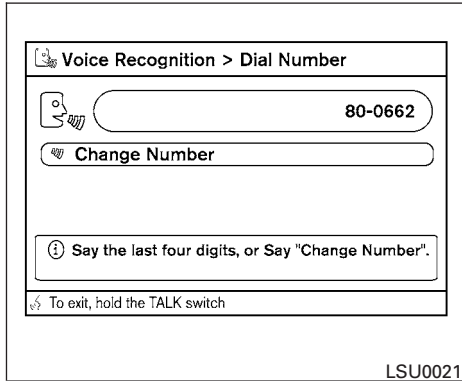 Voice Recognition > Dial Number
80-0662
Change Number
Say the last four digits, or Say "Change Number".
To exit, hold the TALK switch
LSU0021